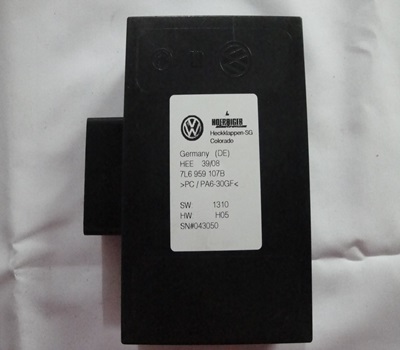 HOERBIGER
Heckklappen-SG
Colorado
Germany (DE)
HEE 39/08
7L6 959 107B
>PC / PA6-30GF<
SW 1310
HW H05
SN#043050